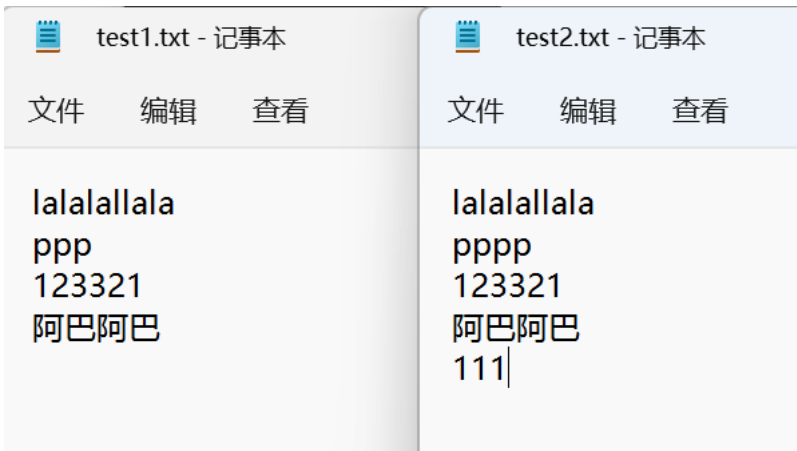 test1.txt - 记事本
文件 编辑 查看
lalalallala
ppp
123321
阿巴阿巴
test2.txt - 记事本
文件 编辑 查看
lalalallala
pppp
123321
阿巴阿巴
111